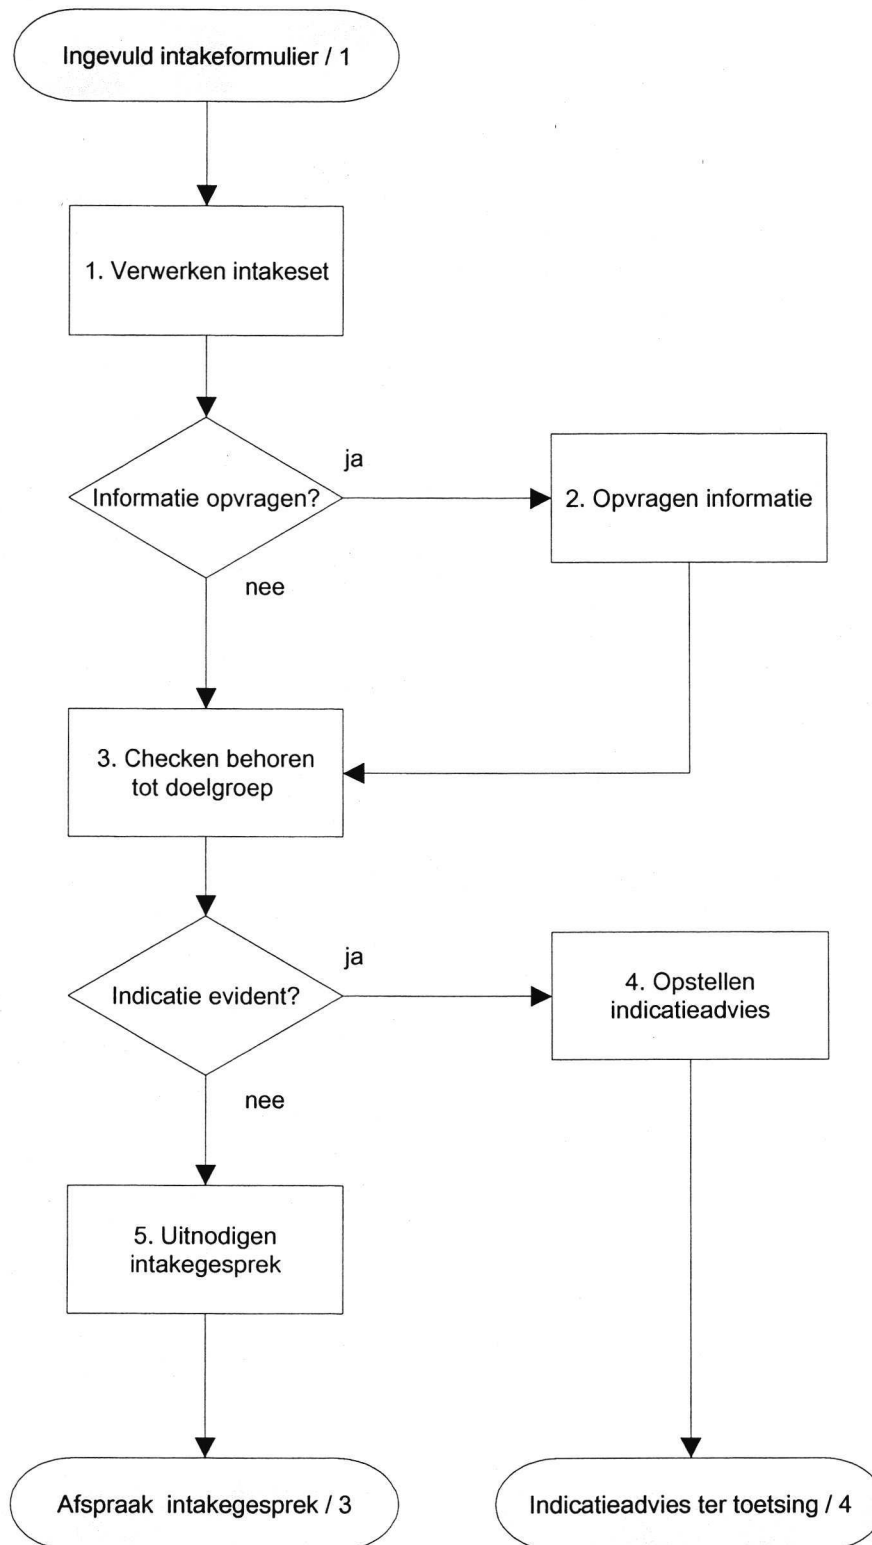 Ingevuld intakeformulier / 1
1. Verwerken intakeset
ja
Informatie opvragen?
2. Opvragen informatie
nee
3. Checken behoren
tot doelgroep
ja
Indicatie evident?
4. Opstellen
indicatieadvies
nee
5. Uitnodigen
intakegesprek
Afspraak intakegesprek / 3
Indicatieadvies ter toetsing / 4